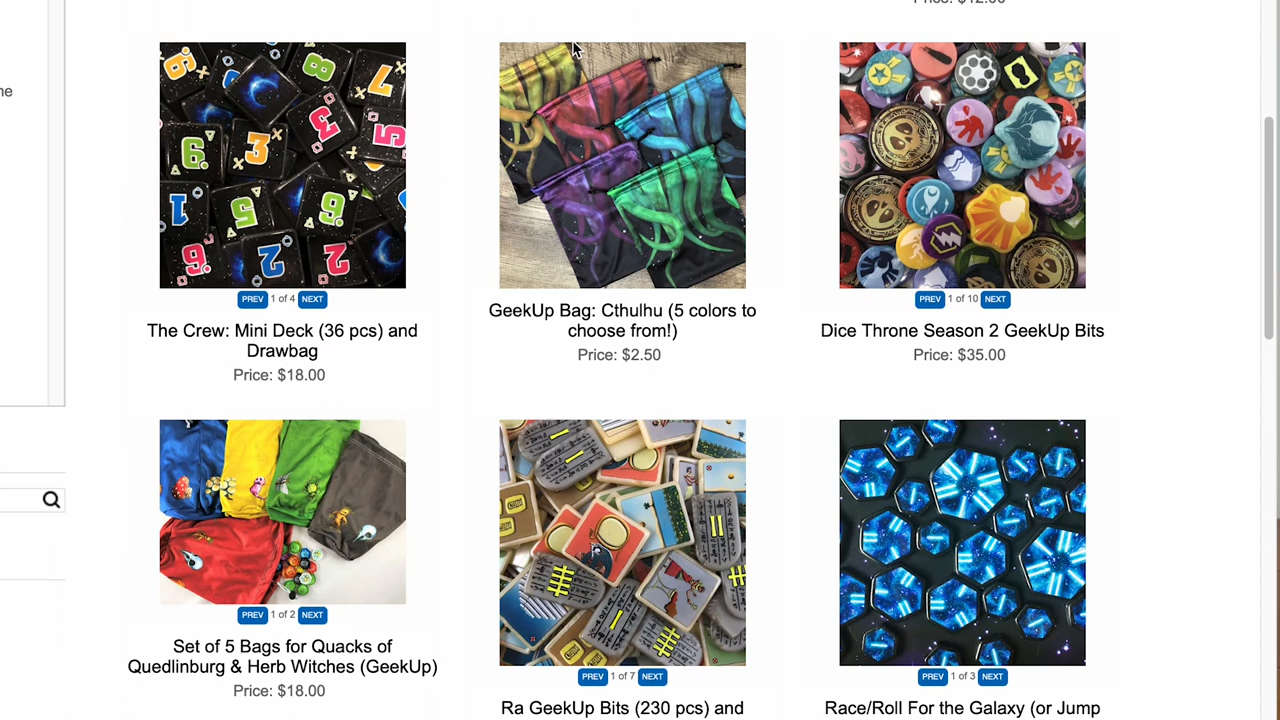 Price: $12.00
me
PREV 1 of 4 NEXT
The Crew: Mini Deck (36 pcs) and
Drawbag
Price: $18.00
GeekUp Bag: Cthulhu (5 colors to
choose from!)
Price: $2.50
PREV 1 of 10 NEXT
Dice Throne Season 2 GeekUp Bits
Price: $35.00
PREV 1 of 2 NEXT
Set of 5 Bags for Quacks of
Quedlinburg & Herb Witches (GeekUp)
Price: $18.00
PREV 1 of 7 NEXT
Ra GeekUp Bits (230 pcs) and
PREV 1 of 3 NEXT
Race/Roll For the Galaxy (or Jump